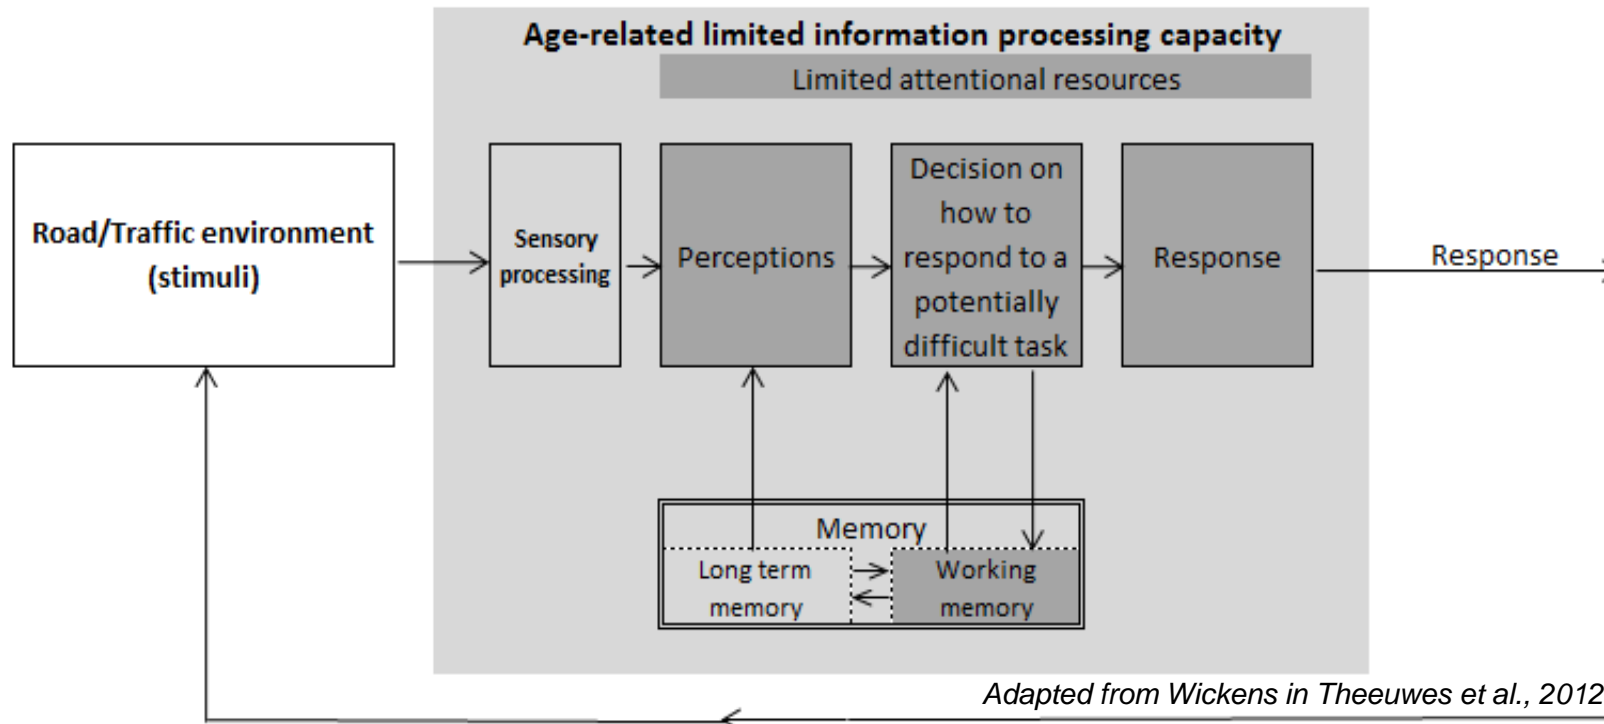 Age-related limited information processing capacity
Limited attentional resources
Road/Traffic environment
(stimuli)
Sensory
processing
Perceptions
Decision on
how to
respond to a
potentially
difficult task
Response
Response
Memory
Long term
memory
Working
memory
Adapted from Wickens in Theeuwes et al., 2012